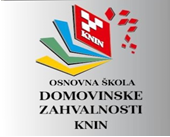 KNIN
OSNOVNA ŠKOLA
DOMOVINSKE
ZAHVALNOSTI
KNIN